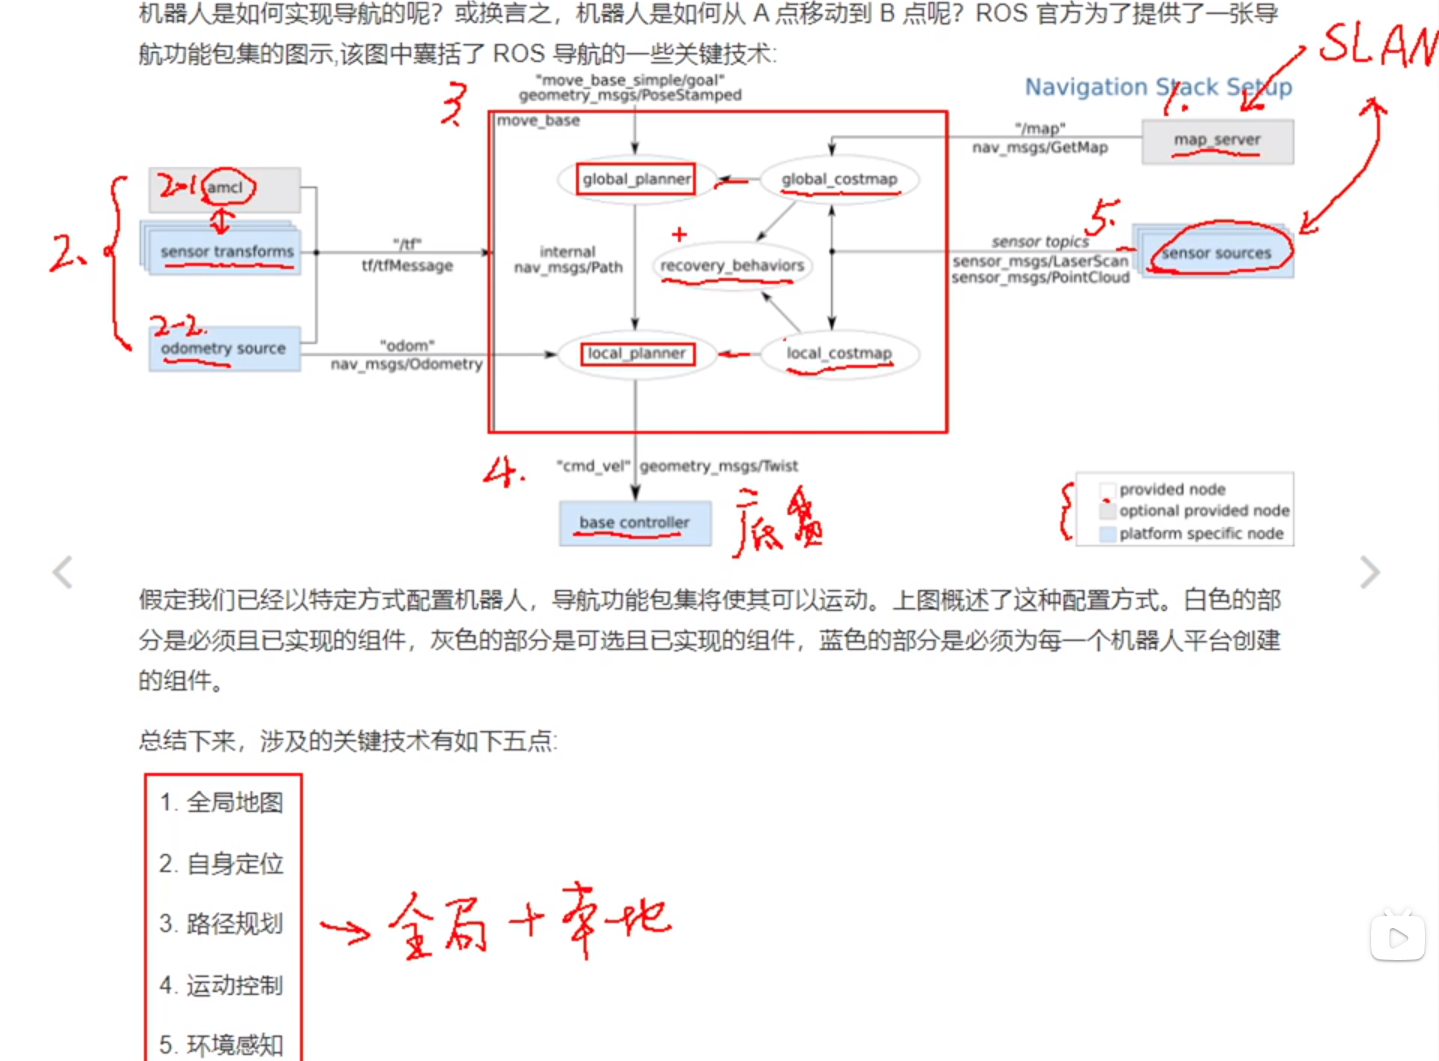 机器人是如何实现导航的呢？或换言之，机器人是如何从 A 点移动到 B 点呢？ROS 官方为了提供了一张导
航功能包集的图示,该图中囊括了 ROS 导航的一些关键技术:
SLAN
"move_base_simple/goal"
geometry_msgs/PoseStamped
Navigation Stack Setup
3.
1.
move_base
"/map"
nav_msgs/GetMap
map_server
2-1
amcl
global_planner
global_costmap
5.
2.
sensor transforms
"/tf"
tf/tfMessage
internal
nav_msgs/Path
+
recovery_behaviors
sensor topics
sensor_msgs/LaserScan
sensor_msgs/PointCloud
sensor sources
2-2.
odometry source
"odom"
nav_msgs/Odometry
local_planner
local_costmap
4.
"cmd_vel"
geometry_msgs/Twist
base controller
底盘
provided node
optional provided node
platform specific node
假定我们已经以特定方式配置机器人，导航功能包集将使其可以运动。上图概述了这种配置方式。白色的部
分是必须且已实现的组件，灰色的部分是可选且已实现的组件，蓝色的部分是必须为每一个机器人平台创建
的组件。
总结下来，涉及的关键技术有如下五点:
1. 全局地图
2. 自身定位
3. 路径规划
全局 + 本地
4. 运动控制
5. 环境感知